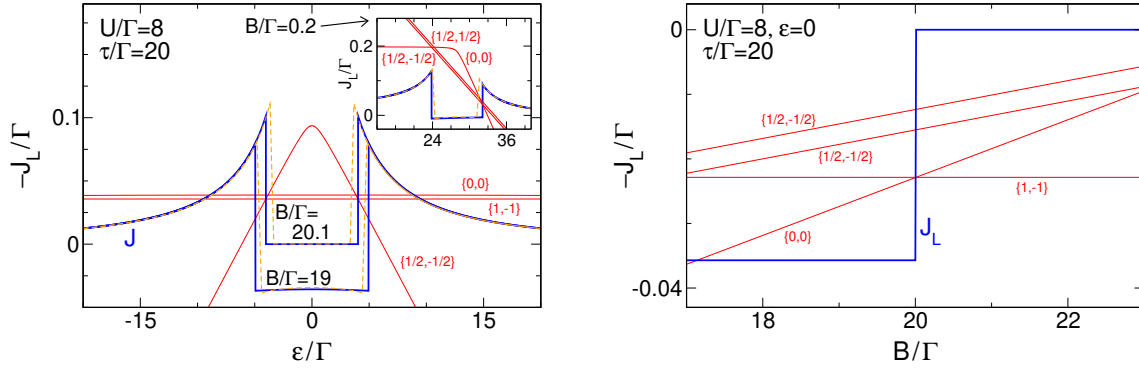 U/Γ=8
τ/Γ=20
B/Γ=0.2
{1/2,1/2}
{1/2,-1/2}
{0,0}
J_L/Γ
0.2
0
24
36
-J_L/Γ
0.1
0
{0,0}
{1,-1}
{1/2,-1/2}
B/Γ=
20.1
B/Γ=19
J
-15
0
15
ε/Γ
U/Γ=8, ε=0
τ/Γ=20
-J_L/Γ
-0
-0.04
{1/2,-1/2}
{1/2,-1/2}
{1,-1}
{0,0}
J_L
18
20
22
B/Γ